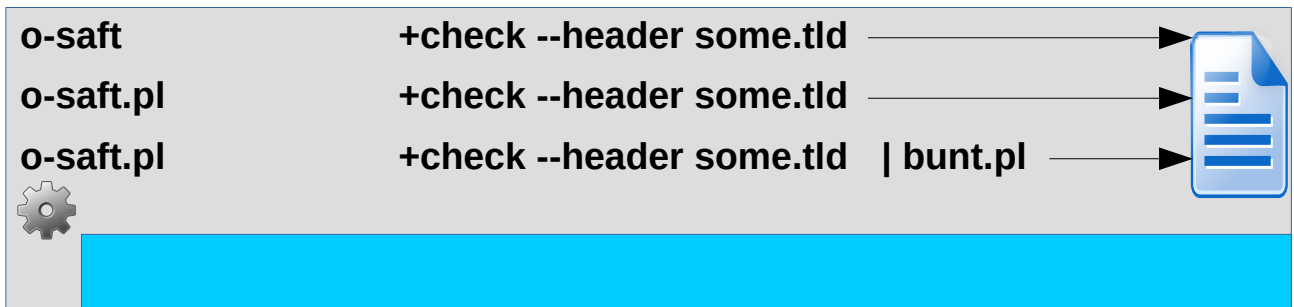 o-saft +check --header some.tld
o-saft.pl +check --header some.tld
o-saft.pl +check --header some.tld | bunt.pl